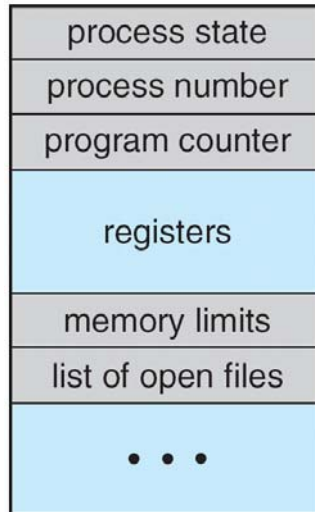 process state
process number
program counter
registers
memory limits
list of open files
• • •